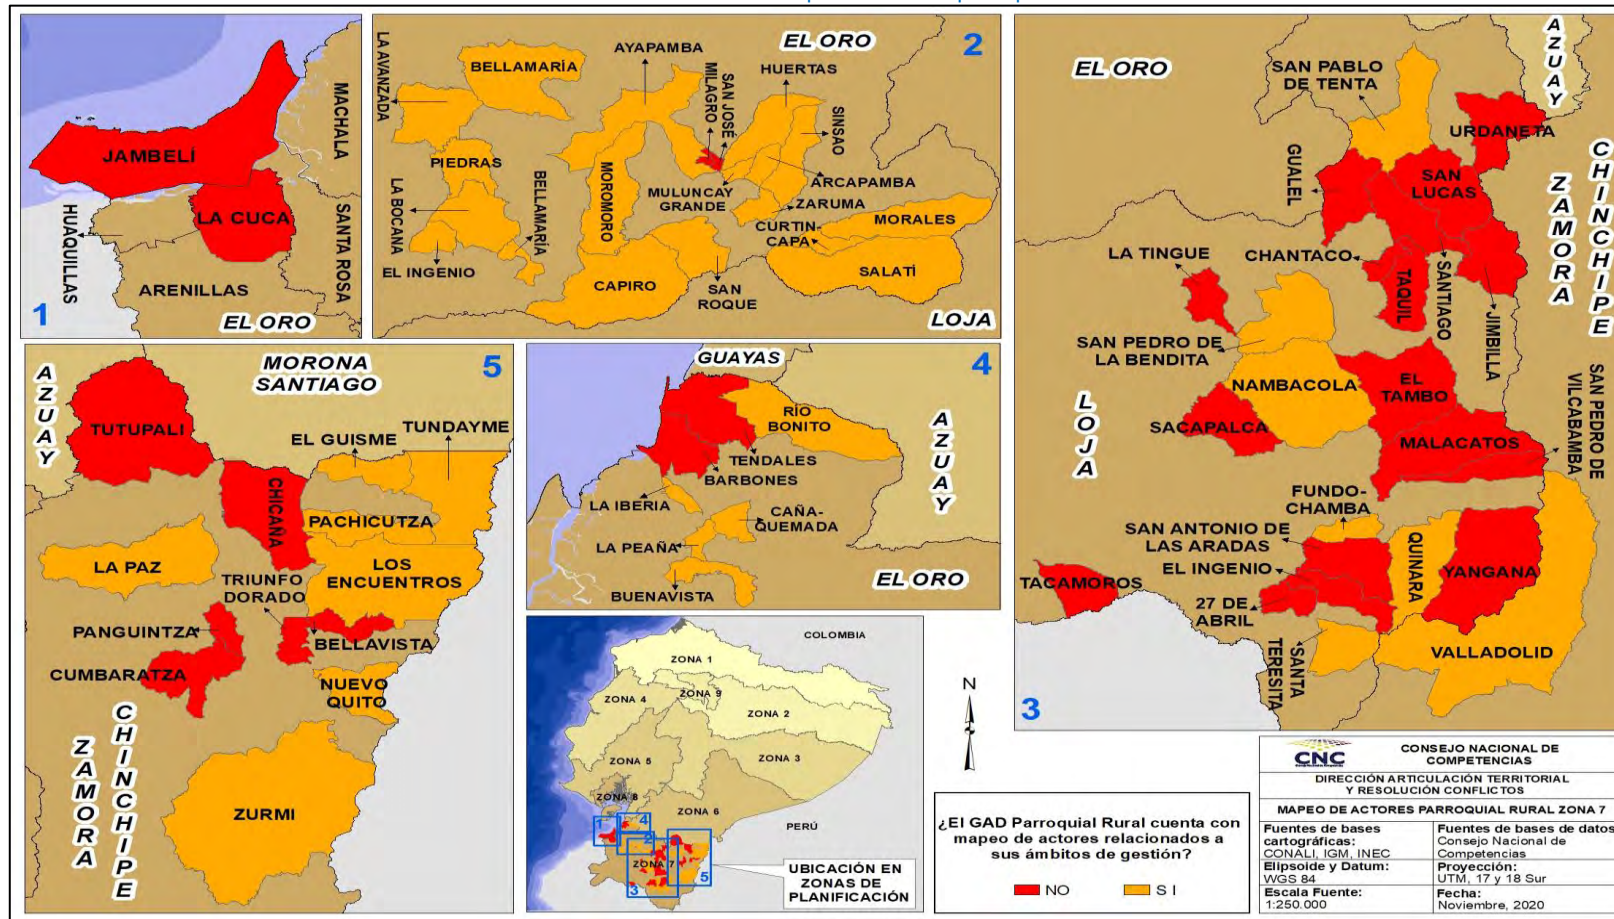 JAMBELÍ
LA CUCA
MACHALA
HUAQUILLAS
SANTA ROSA
ARENILLAS
EL ORO
1
LA AVANZADA
BELLAMARÍA
AYAPAMBA
EL ORO
2
SAN JOSÉ
MILAGRO
HUERTAS
SINSAO
PIEDRAS
LA BOCANA
BELLAMARÍA
MOROMORO
MULUNCAY
GRANDE
ARCAPAMBA
ZARUMA
CURTIN-
CAPA
MORALES
EL INGENIO
CAPIRO
SAN
ROQUE
SALATÍ
LOJA
EL ORO
AZUAY
SAN PABLO
DE TENTA
URDANETA
GUALEL
SAN
LUCAS
ZAMORA
CHINCHIPE
LA TINGUE
CHANTACO
TAQUIL
SANTIAGO
JIMBILLA
SAN PEDRO DE
LA BENDITA
NAMBACOLA
EL
TAMBO
SAN PEDRO DE
VILCABAMBA
LOJA
SACAPALCA
MALACATOS
FUNDO-
CHAMBA
SAN ANTONIO DE
LAS ARADAS
EL INGENIO
QUINARA
YANGANA
TACAMOROS
27 DE
ABRIL
SANTA
TERESITA
VALLADOLID
3
AZUAY
MORONA
SANTIAGO
5
TUTUPALI
EL GUISME
TUNDAYME
CHICAÑA
PACHICUTZA
LA PAZ
LOS
ENCUENTROS
TRIUNFO
DORADO
PANGUINTZA
BELLAVISTA
CUMBARATZA
NUEVO
QUITO
ZAMORA
CHINCHIPE
ZURMI
GUAYAS
4
RÍO
BONITO
AZUAY
TENDALES
BARBONES
LA IBERIA
CAÑA-
QUEMADA
LA PEAÑA
EL ORO
BUENAVISTA
COLOMBIA
ZONA 1
ZONA 9
ZONA 4
ZONA 2
ZONA 3
ZONA 5
ZONA 8
ZONA 6
PERÚ
1
4
2
ZONA 7
3
5
UBICACIÓN EN
ZONAS DE
PLANIFICACIÓN
N
¿El GAD Parroquial Rural cuenta con
mapeo de actores relacionados a
sus ámbitos de gestión?
NO
SI
CNC
CONSEJO NACIONAL DE
COMPETENCIAS
DIRECCIÓN ARTICULACIÓN TERRITORIAL
Y RESOLUCIÓN CONFLICTOS
MAPEO DE ACTORES PARROQUIAL RURAL ZONA 7
Fuentes de bases
cartográficas:
CONALI, IGM, INEC
Fuentes de bases de datos
Consejo Nacional de
Competencias
Elipsoide y Datum:
WGS 84
Proyección:
UTM, 17 y 18 Sur
Escala Fuente:
1:250.000
Fecha:
Noviembre, 2020